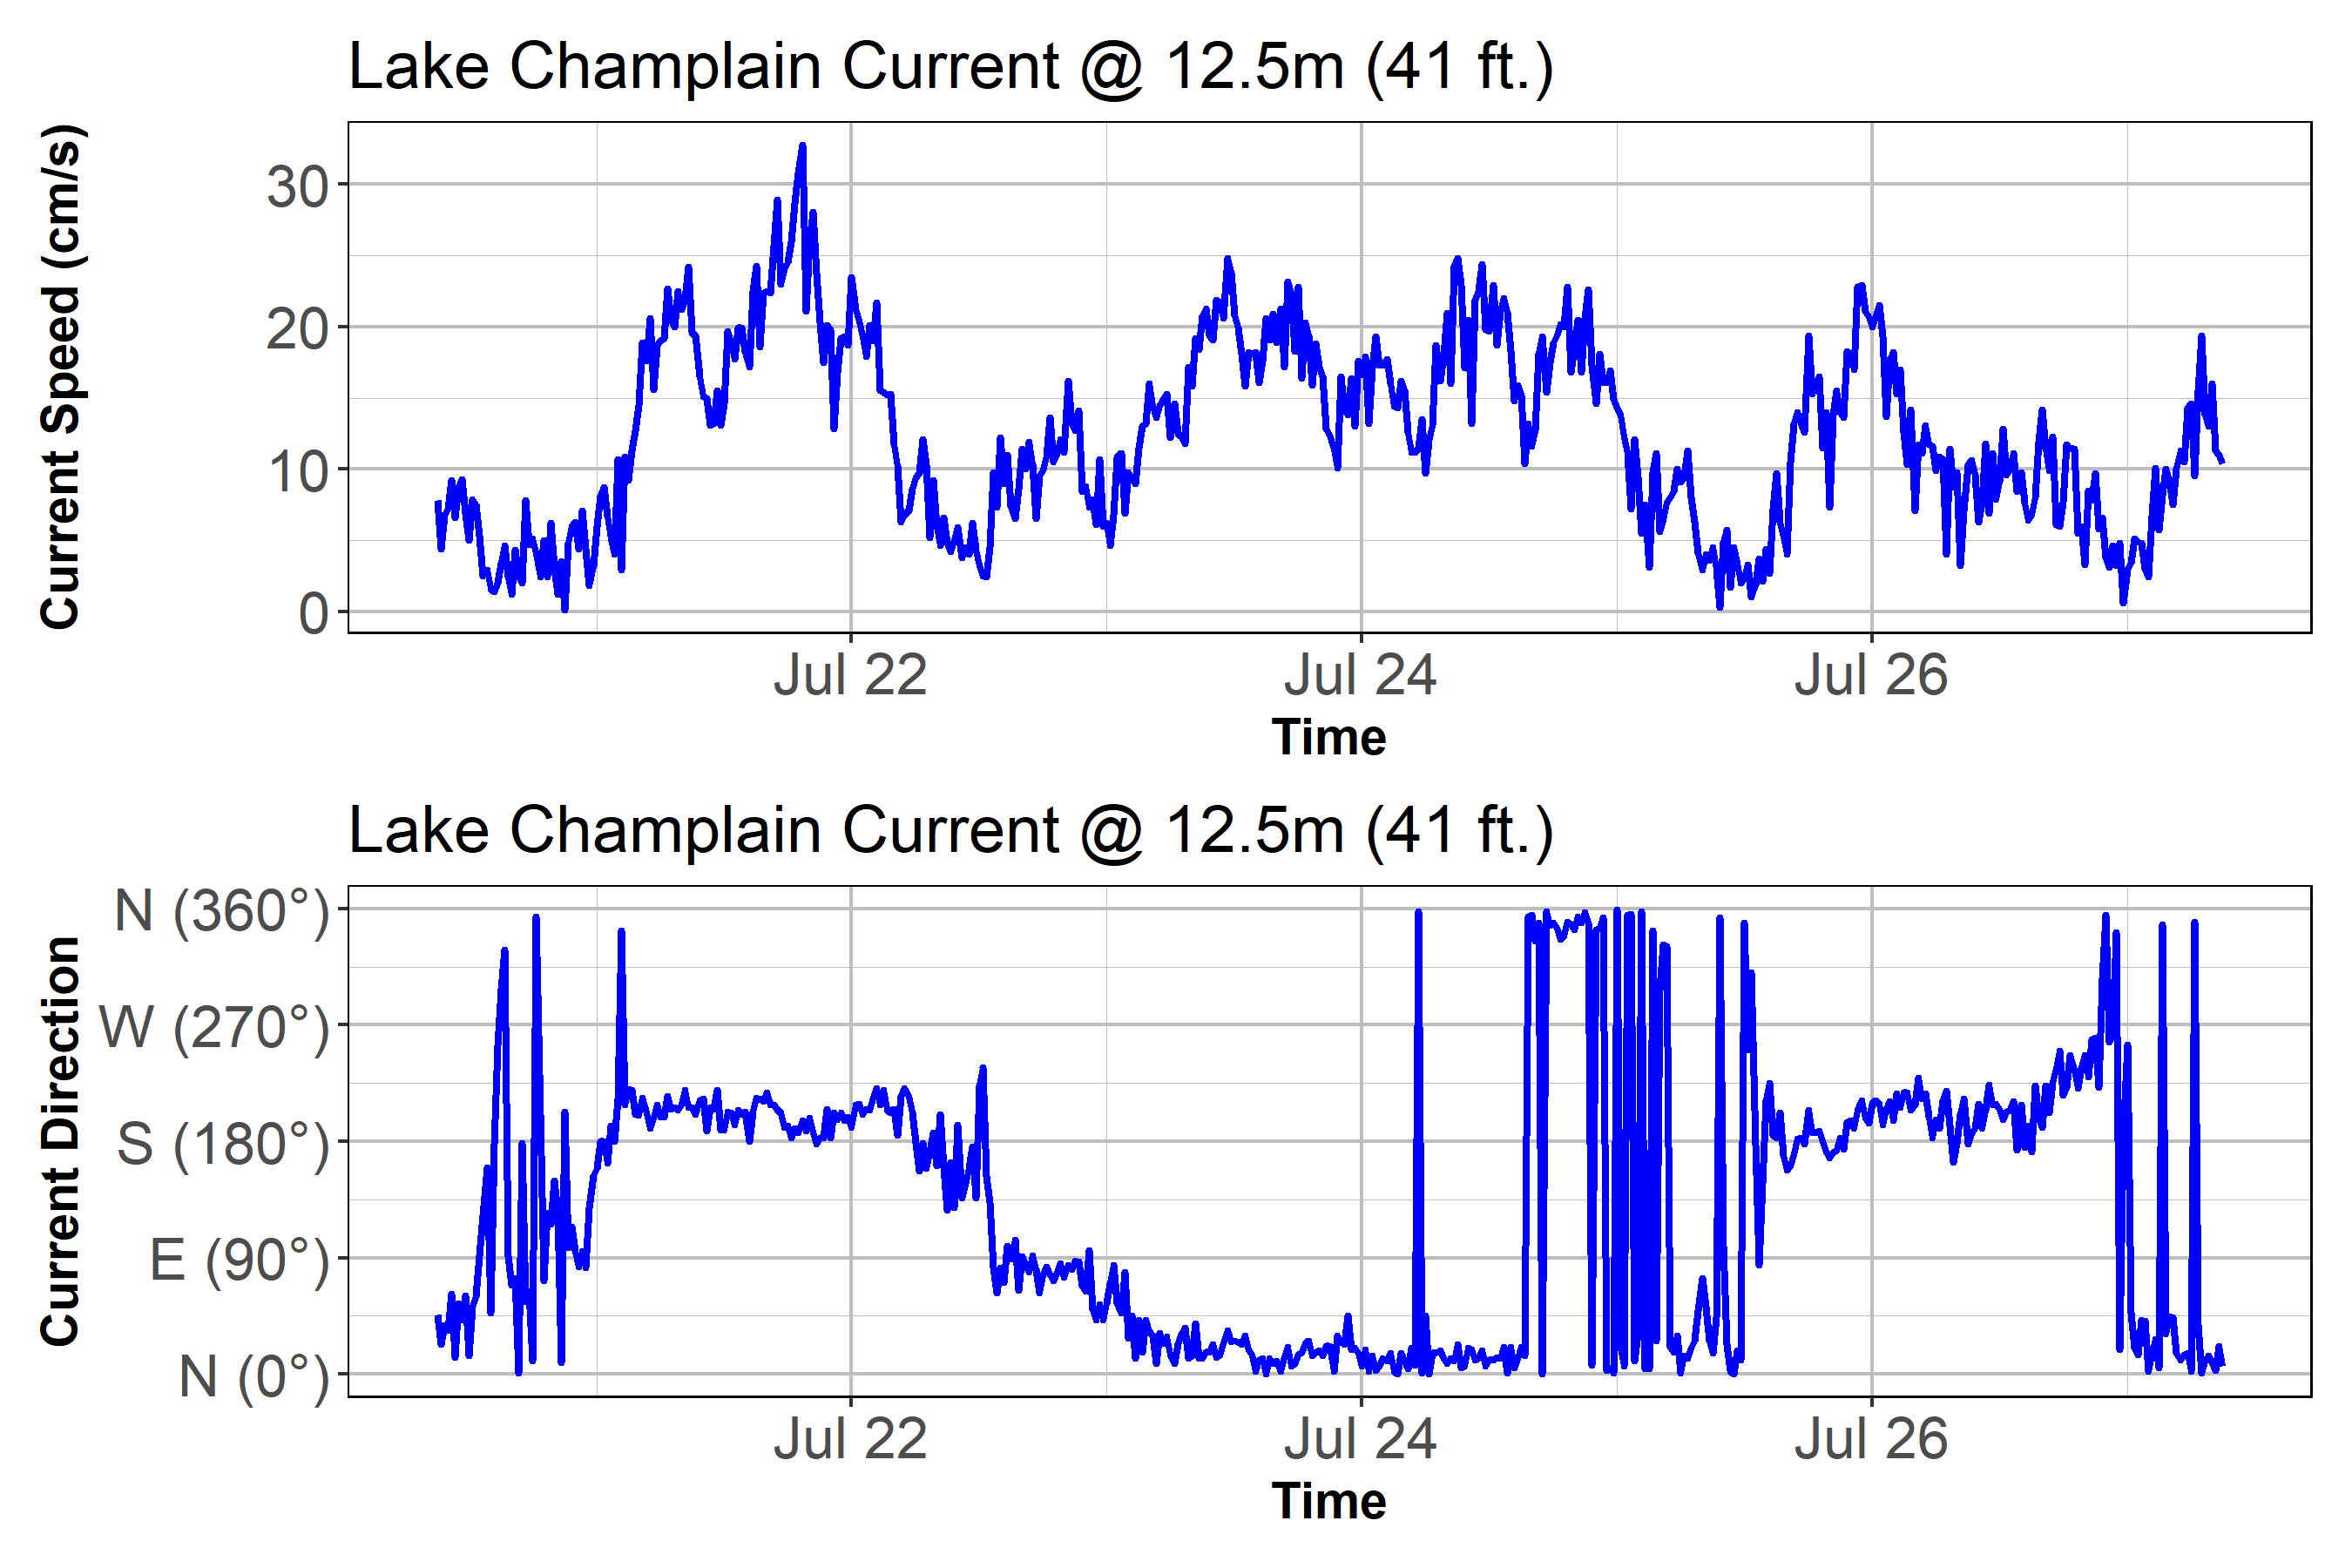 Lake Champlain Current @ 12.5m (41 ft.)
Current Speed (cm/s)
30
20
10
0
Jul 22 Jul 24 Jul 26
Time
Lake Champlain Current @ 12.5m (41 ft.)
Current Direction
N (360°)
W (270°)
S (180°)
E (90°)
N (0°)
Jul 22 Jul 24 Jul 26
Time